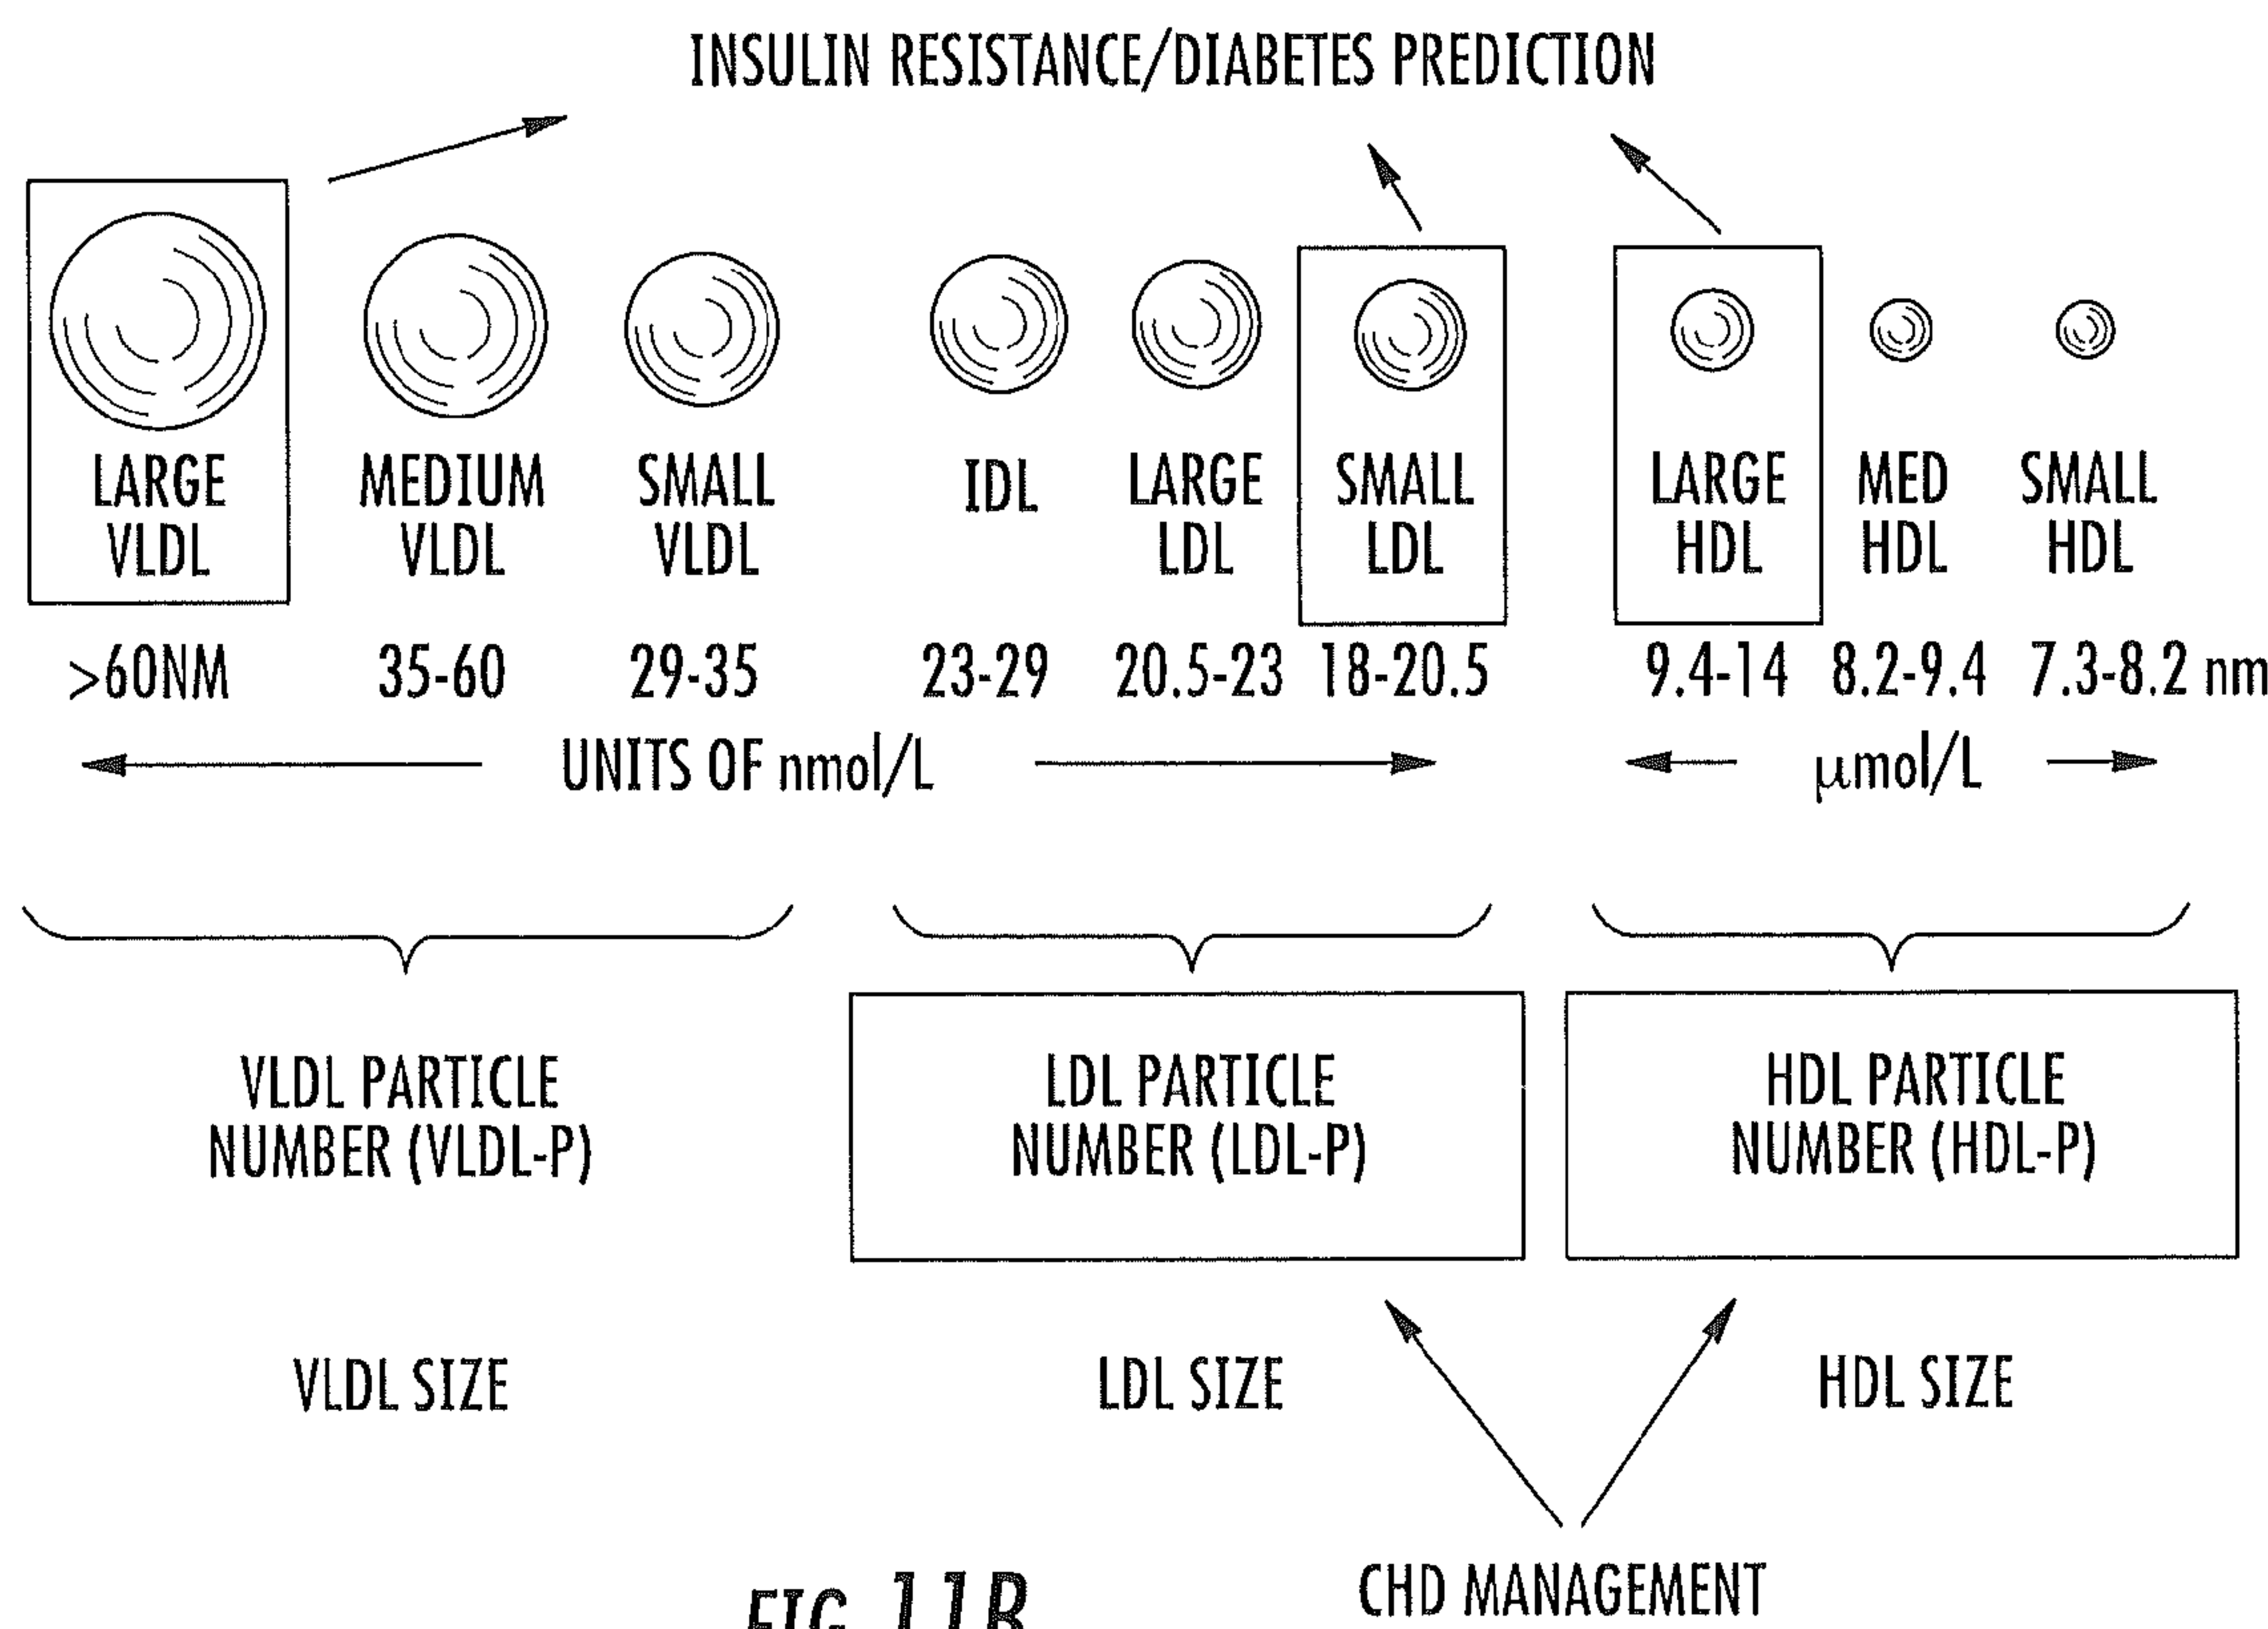 INSULIN RESISTANCE/DIABETES PREDICTION
LARGE
VLDL
MEDIUM
VLDL
SMALL
VLDL
IDL
LARGE
LDL
SMALL
LDL
LARGE
HDL
MED
HDL
SMALL
HDL
>60NM 35-60 29-35 23-29 20.5-23 18-20.5 9.4-14 8.2-9.4 7.3-8.2 nm
UNITS OF nmol/L μmol/L
VLDL PARTICLE
NUMBER (VLDL-P)
LDL PARTICLE
NUMBER (LDL-P)
HDL PARTICLE
NUMBER (HDL-P)
VLDL SIZE LDL SIZE HDL SIZE
CHD MANAGEMENT
FIG. 11B